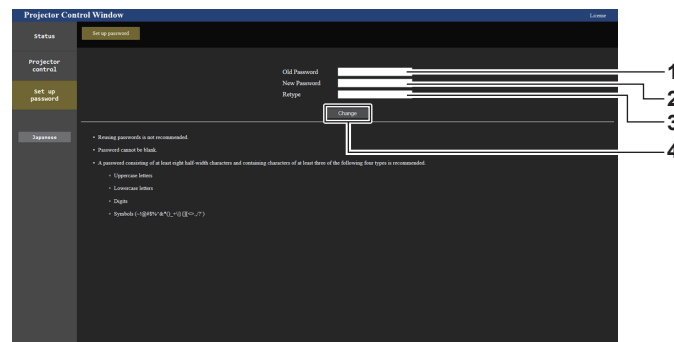 Projector Control Window
License
Status
Set up password
Projector
control
Set up
password
Japanese
Old Password
New Password
Retype
Change
1
2
3
4
• Reusing passwords is not recommended.
• Password cannot be blank.
• A password consisting of at least eight half-width characters and containing characters of at least three of the following four types is recommended.
• Uppercase letters
• Lowercase letters
• Digits